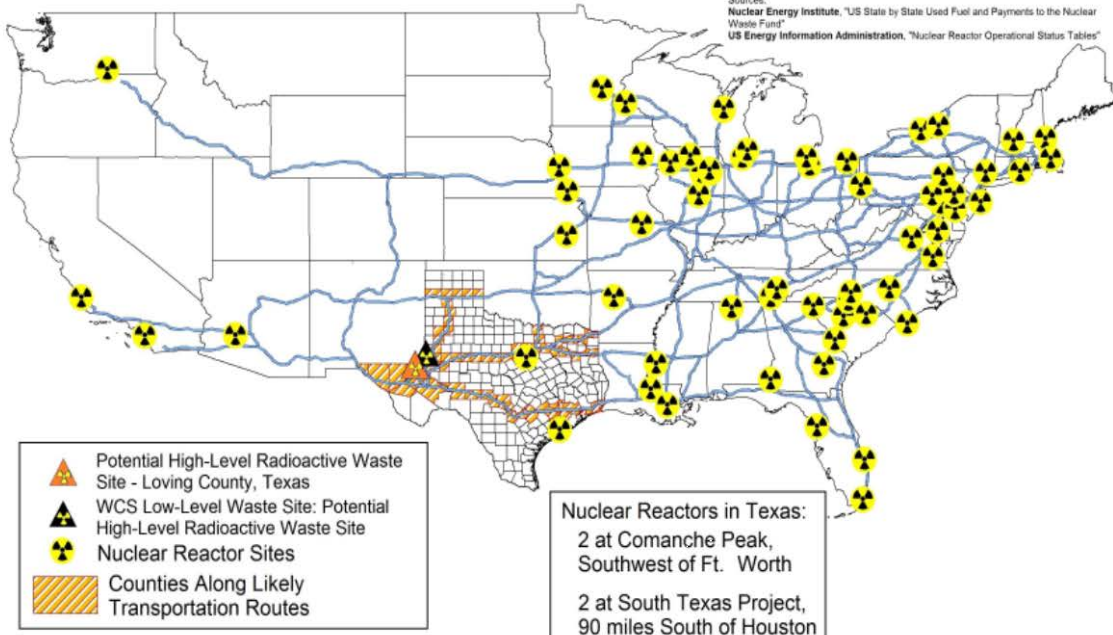 Sources:
Nuclear Energy Institute, "US State by State Used Fuel and Payments to the Nuclear
Waste Fund"
US Energy Information Administration, "Nuclear Reactor Operational Status Tables"
Potential High-Level Radioactive Waste
Site - Loving County, Texas
WCS Low-Level Waste Site: Potential
High-Level Radioactive Waste Site
Nuclear Reactor Sites
Counties Along Likely
Transportation Routes
Nuclear Reactors in Texas:
2 at Comanche Peak,
Southwest of Ft. Worth
2 at South Texas Project,
90 miles South of Houston